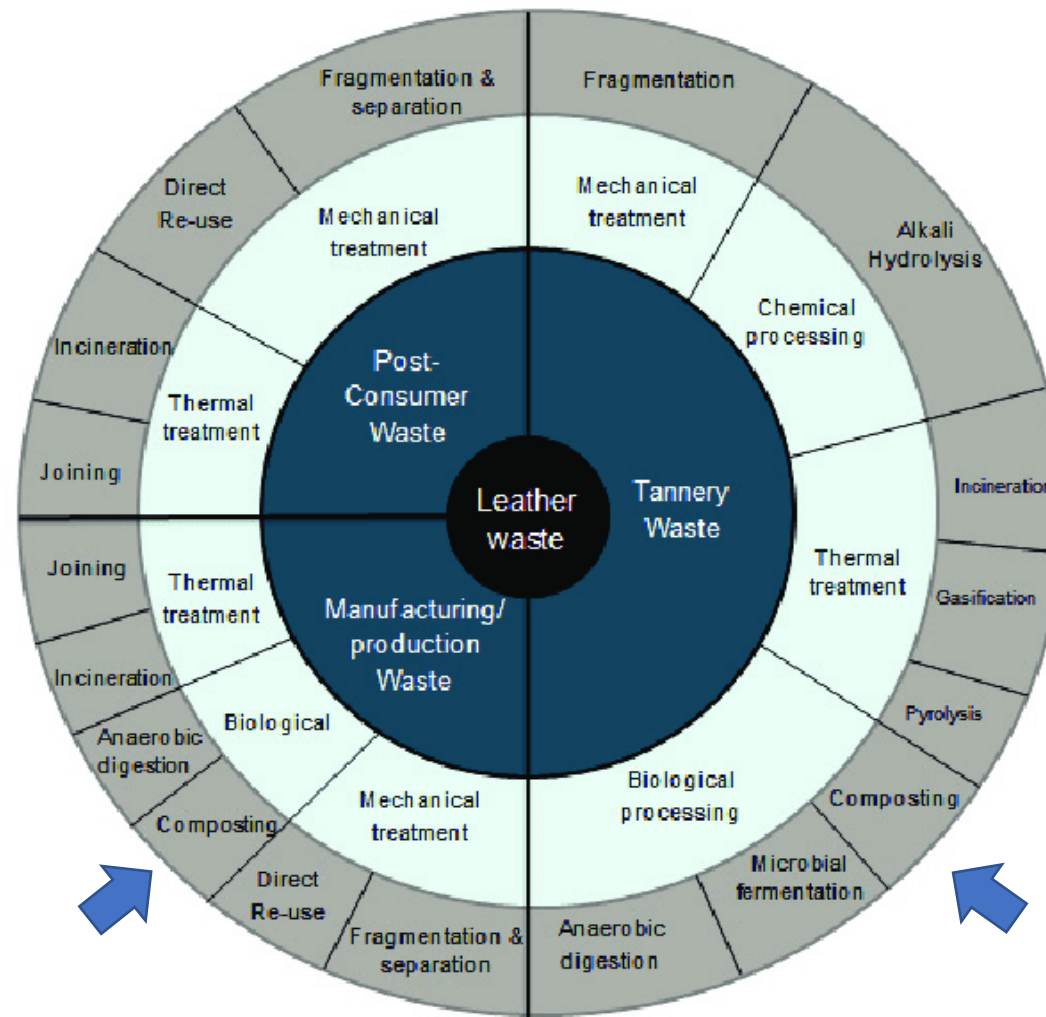 Fragmentation &
separation
Fragmentation
Direct
Re-use
Mechanical
treatment
Mechanical
treatment
Alkali
Hydrolysis
Chemical
processing
Incineration
Post-
Consumer
Waste
Thermal
treatment
Joining
Leather
waste
Tannery
Waste
Incineration
Thermal
treatment
Gasification
Joining
Thermal
treatment
Manufacturing/
production
Waste
Incineration
Pyrolysis
Biological
Anaerobic
digestion
Biological
processing
Composting
Composting
Mechanical
treatment
Microbial
fermentation
Direct
Re-use
Fragmentation &
separation
Anaerobic
digestion